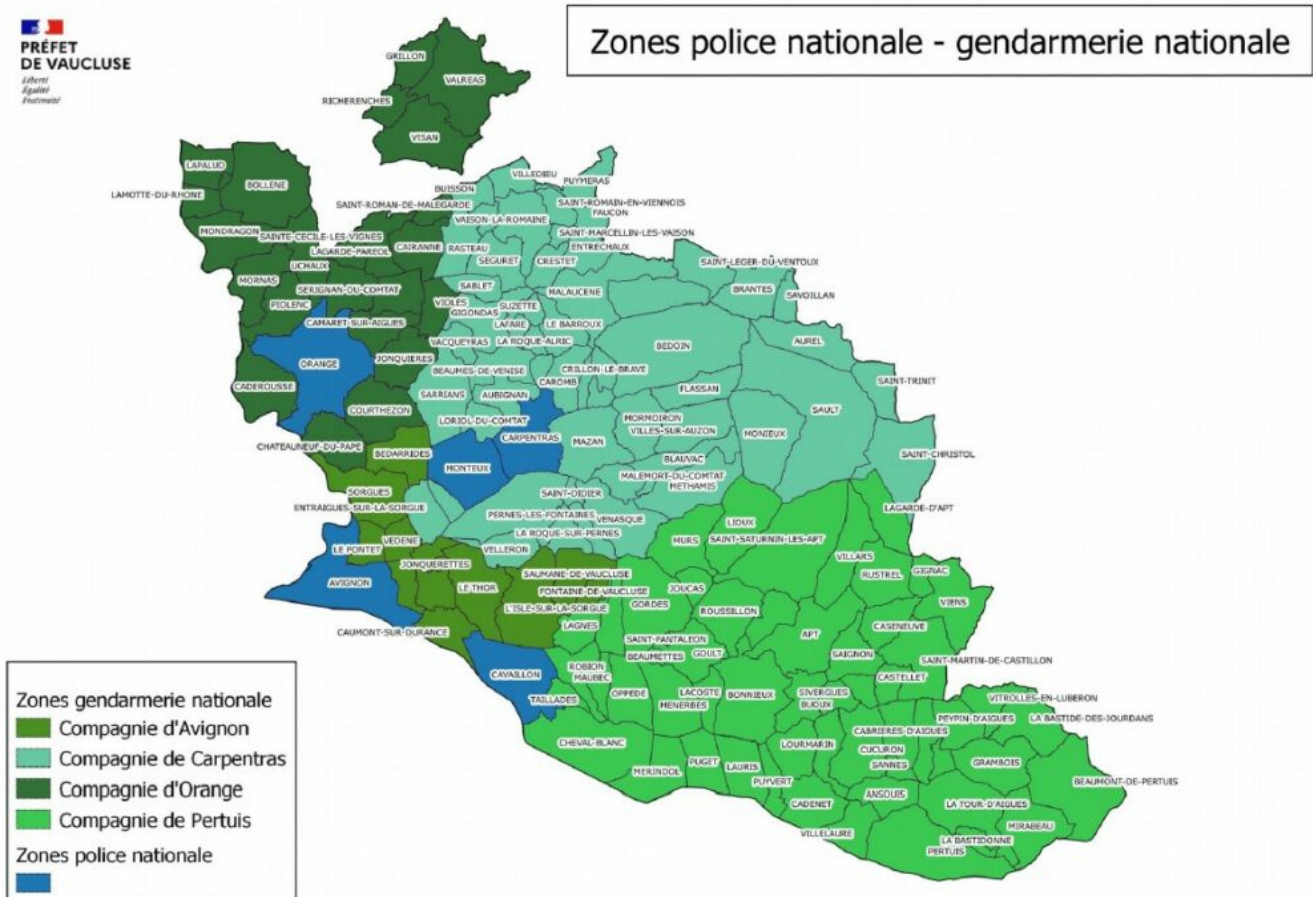 PRÉFET
DE VAUCLUSE
Liberté
Égalité
Fraternité
Zones police nationale - gendarmerie nationale
GRILLON
VALREAS
RICHERENCHES
VISAN
LAPALUD
BOLLENE
LAMOTTE-DU-RHONE
VILLEDIEU
PUYMERAS
BUISSON
SAINT-ROMAN-DE-MALEGARDE
SAINT-ROMAIN-EN-VIENNOIS
FAUCON
VAISON-LA-ROMAINE
MONDRAGON
SAINTE-CECILE-LES-VIGNES
SAINT-MARCELLIN-LES-VAISON
LAGARDE-PAREOL
CAIRANNE
RASTEAU
ENTRECHAUX
UCHAUX
SEGURET
CRESTET
SAINT-LEGER-DU-VENTOUX
MORNAS
SERIGNAN-DU-COMTAT
SABLET
MALAUCENE
BRANTES
SAVOILLAN
PIOLENC
VIOLES
SUZETTE
GIGONDAS
CAMARET-SUR-AIGUES
LAFARE
LE BARROUX
VACQUEYRAS
LA ROQUE-ALRIC
BEDOIN
AUREL
ORANGE
JONQUIERES
BEAUMES-DE-VENISE
CRILLON-LE-BRAVE
SAINT-TRINIT
CADEROUSSE
CAROMB
FLASSAN
SARRIANS
AUBIGNAN
SAULT
COURTHEZON
LORIOL-DU-COMTAT
MORMOIRON
VILLES-SUR-AUZON
MONIEUX
CARPENTRAS
MAZAN
CHATEAUNEUF-DU-PAPE
BEDARRIDES
SAINT-CHRISTOL
BLAUVAC
MONTEUX
MALEMORT-DU-COMTAT
METHAMIS
SORGUES
SAINT-DIDIER
ENTRAIGUES-SUR-LA-SORGUE
LAGARDE-D'APT
PERNES-LES-FONTAINES
VENASQUE
LIOUX
LA ROQUE-SUR-PERNES
MURS
SAINT-SATURNIN-LES-APT
VEDENE
LE PONTET
VELLERON
VILLARS
JONQUERETTES
GIGNAC
RUSTREL
SAUMANE-DE-VAUCLUSE
AVIGNON
LE THOR
FONTAINE-DE-VAUCLUSE
JOUCAS
VIENS
L'ISLE-SUR-LA-SORGUE
GORDES
ROUSSILLON
LAGNES
CASENEUVE
CAUMONT-SUR-DURANCE
SAINT-PANTALEON
APT
BEAUMETTES
GOULT
SAIGNON
SAINT-MARTIN-DE-CASTILLON
ROBION
MAUBEC
CAVAILLON
CASTELLET
TAILLADES
OPPEDE
LACOSTE
BONNIEUX
SIVERGUES
VITROLLES-EN-LUBERON
MENERBES
BUOUX
PEYPIN-D'AIGUES
LA BASTIDE-DES-JOURDANS
CABRIERES-D'AIGUES
CHEVAL-BLANC
LOURMARIN
CUCURON
SANNES
GRAMBOIS
MERINDOL
PUGET
LAURIS
PUYVERT
BEAUMONT-DE-PERTUIS
ANSOUIS
CADENET
LA TOUR-D'AIGUES
MIRABEAU
VILLELAURE
LA BASTIDONNE
PERTUIS
Zones gendarmerie nationale
Compagnie d'Avignon
Compagnie de Carpentras
Compagnie d'Orange
Compagnie de Pertuis
Zones police nationale